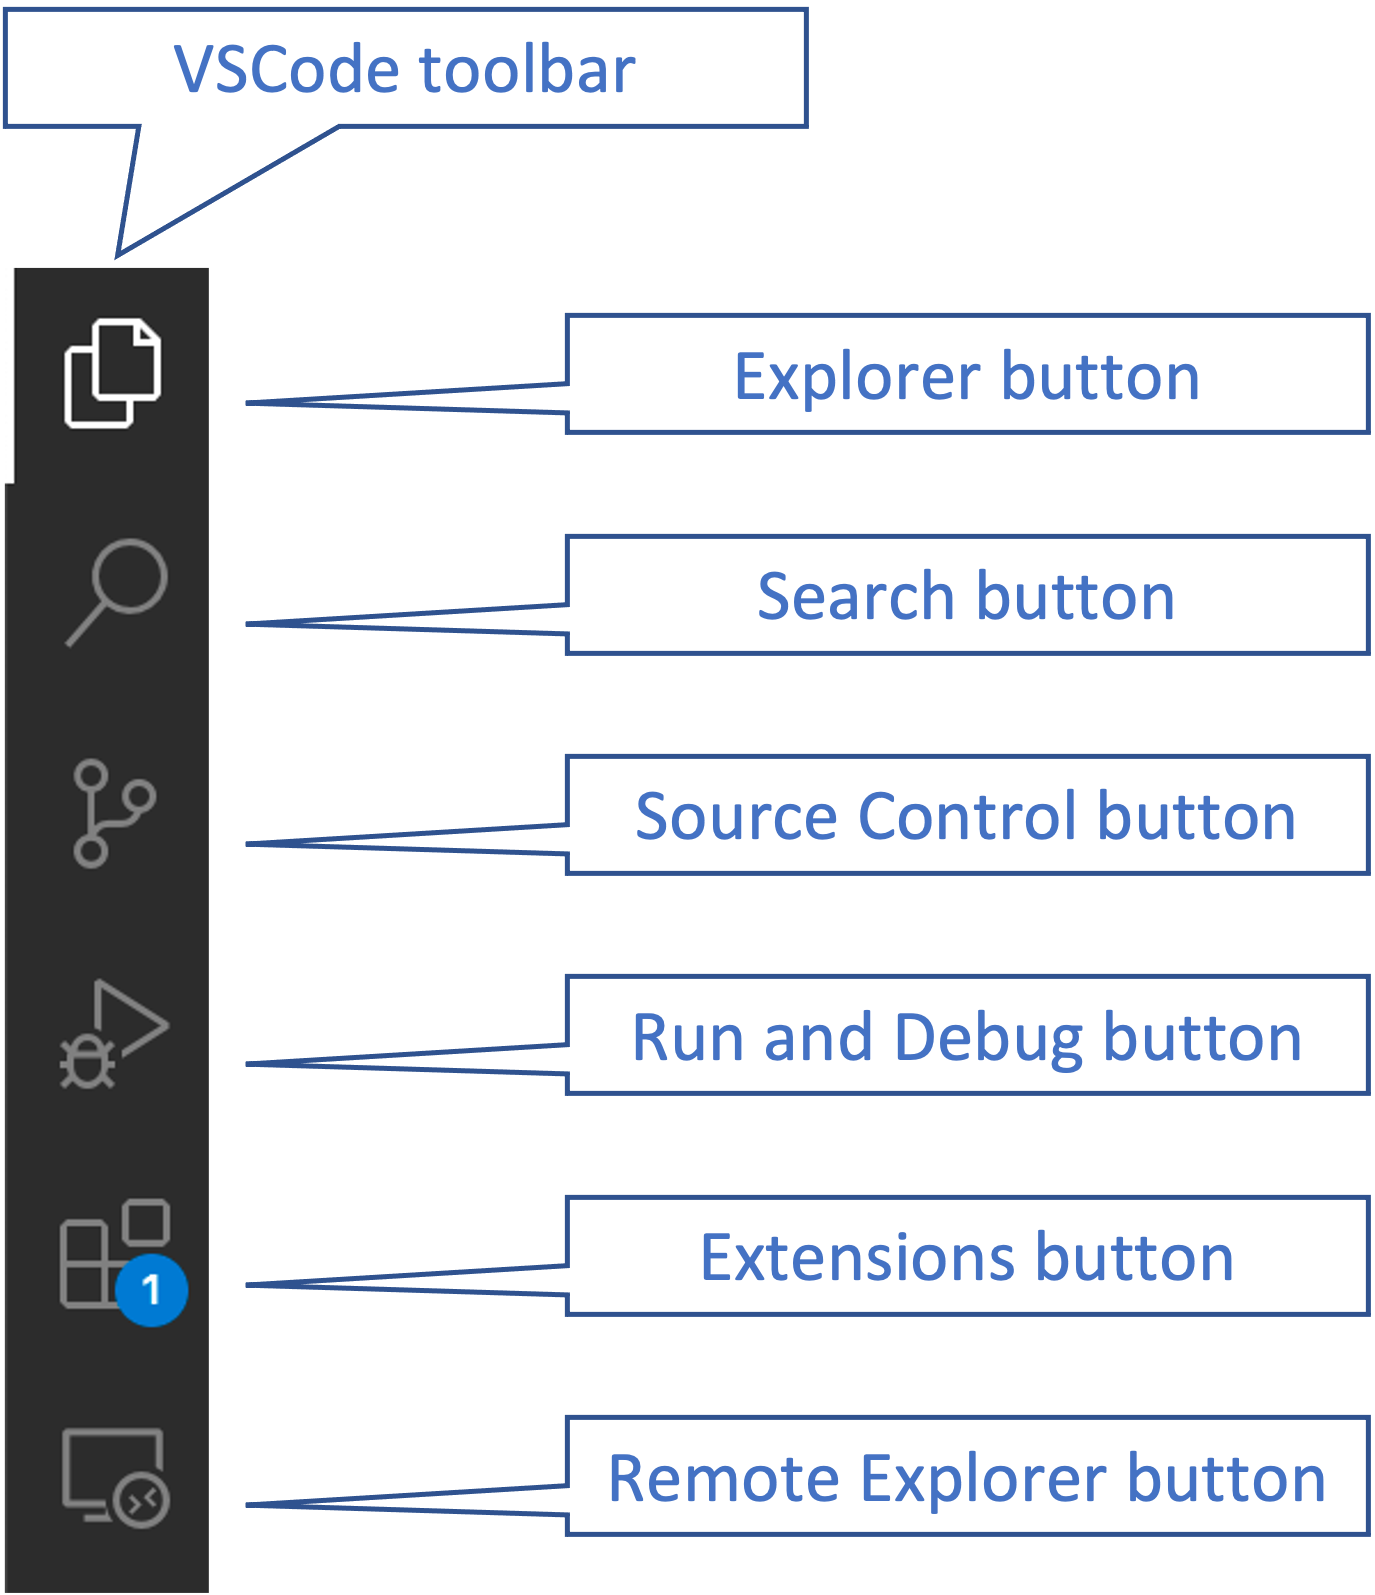 VSCode toolbar
Explorer button
Search button
Source Control button
Run and Debug button
Extensions button
1
Remote Explorer button